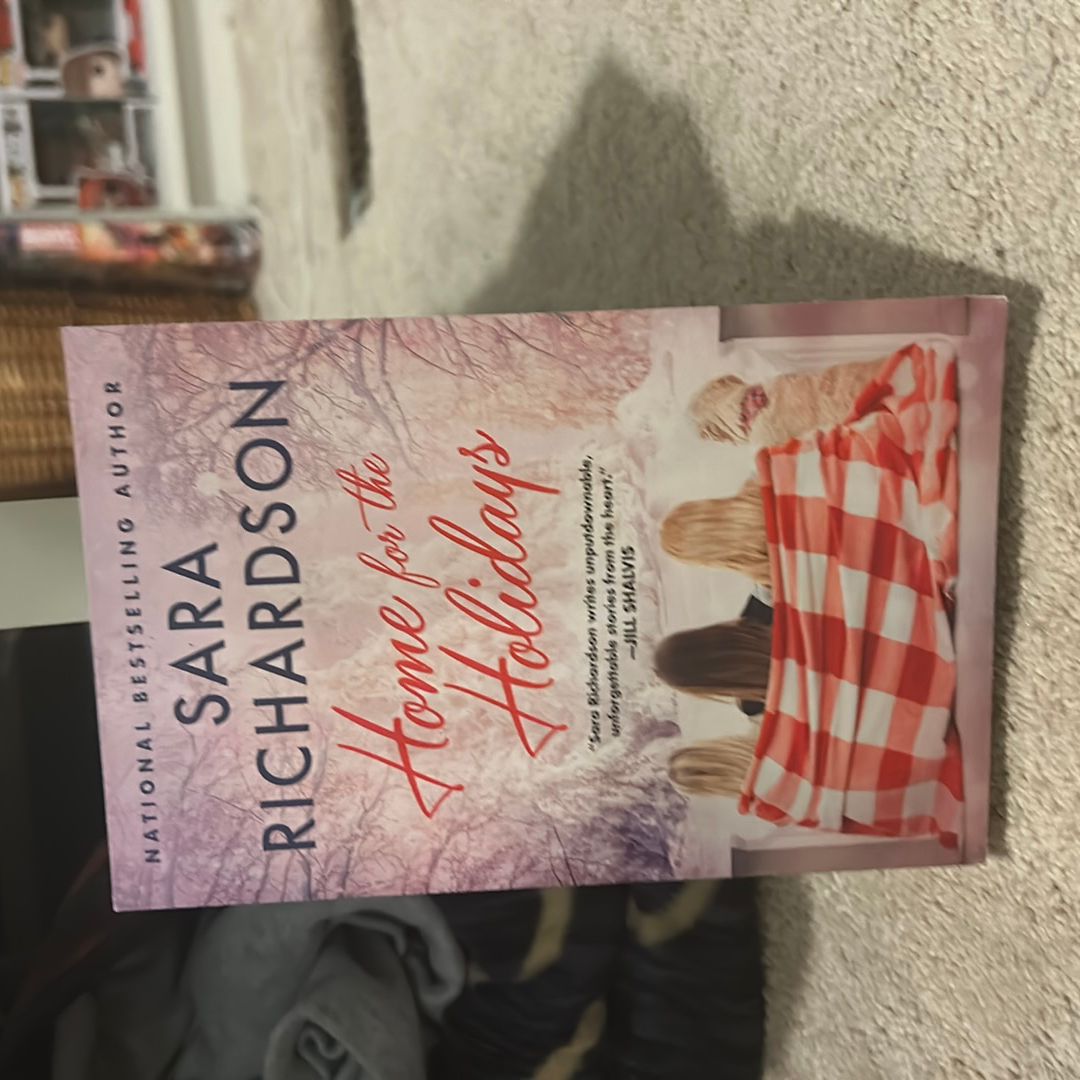 NATIONAL BESTSELLING AUTHOR
SARA
RICHARDSON
Home for the
Holidays
"Sara Richardson writes unputdownable,
unforgettable stories from the heart."
—JILL SHALVIS
MARVEL